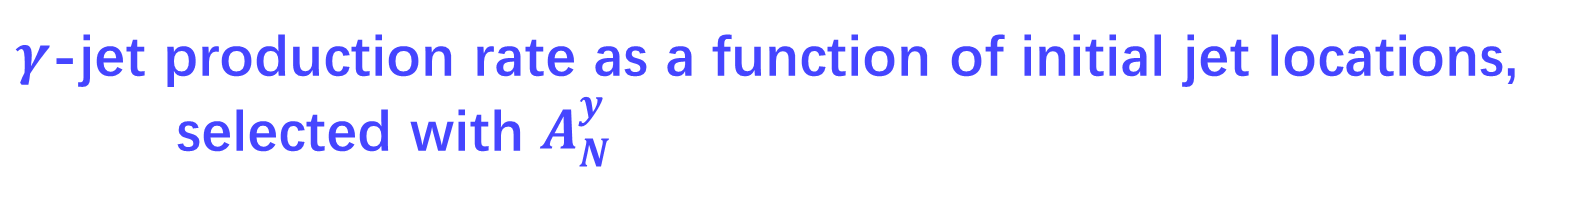 γ-jet production rate as a function of initial jet locations,
selected with $A_N^y$